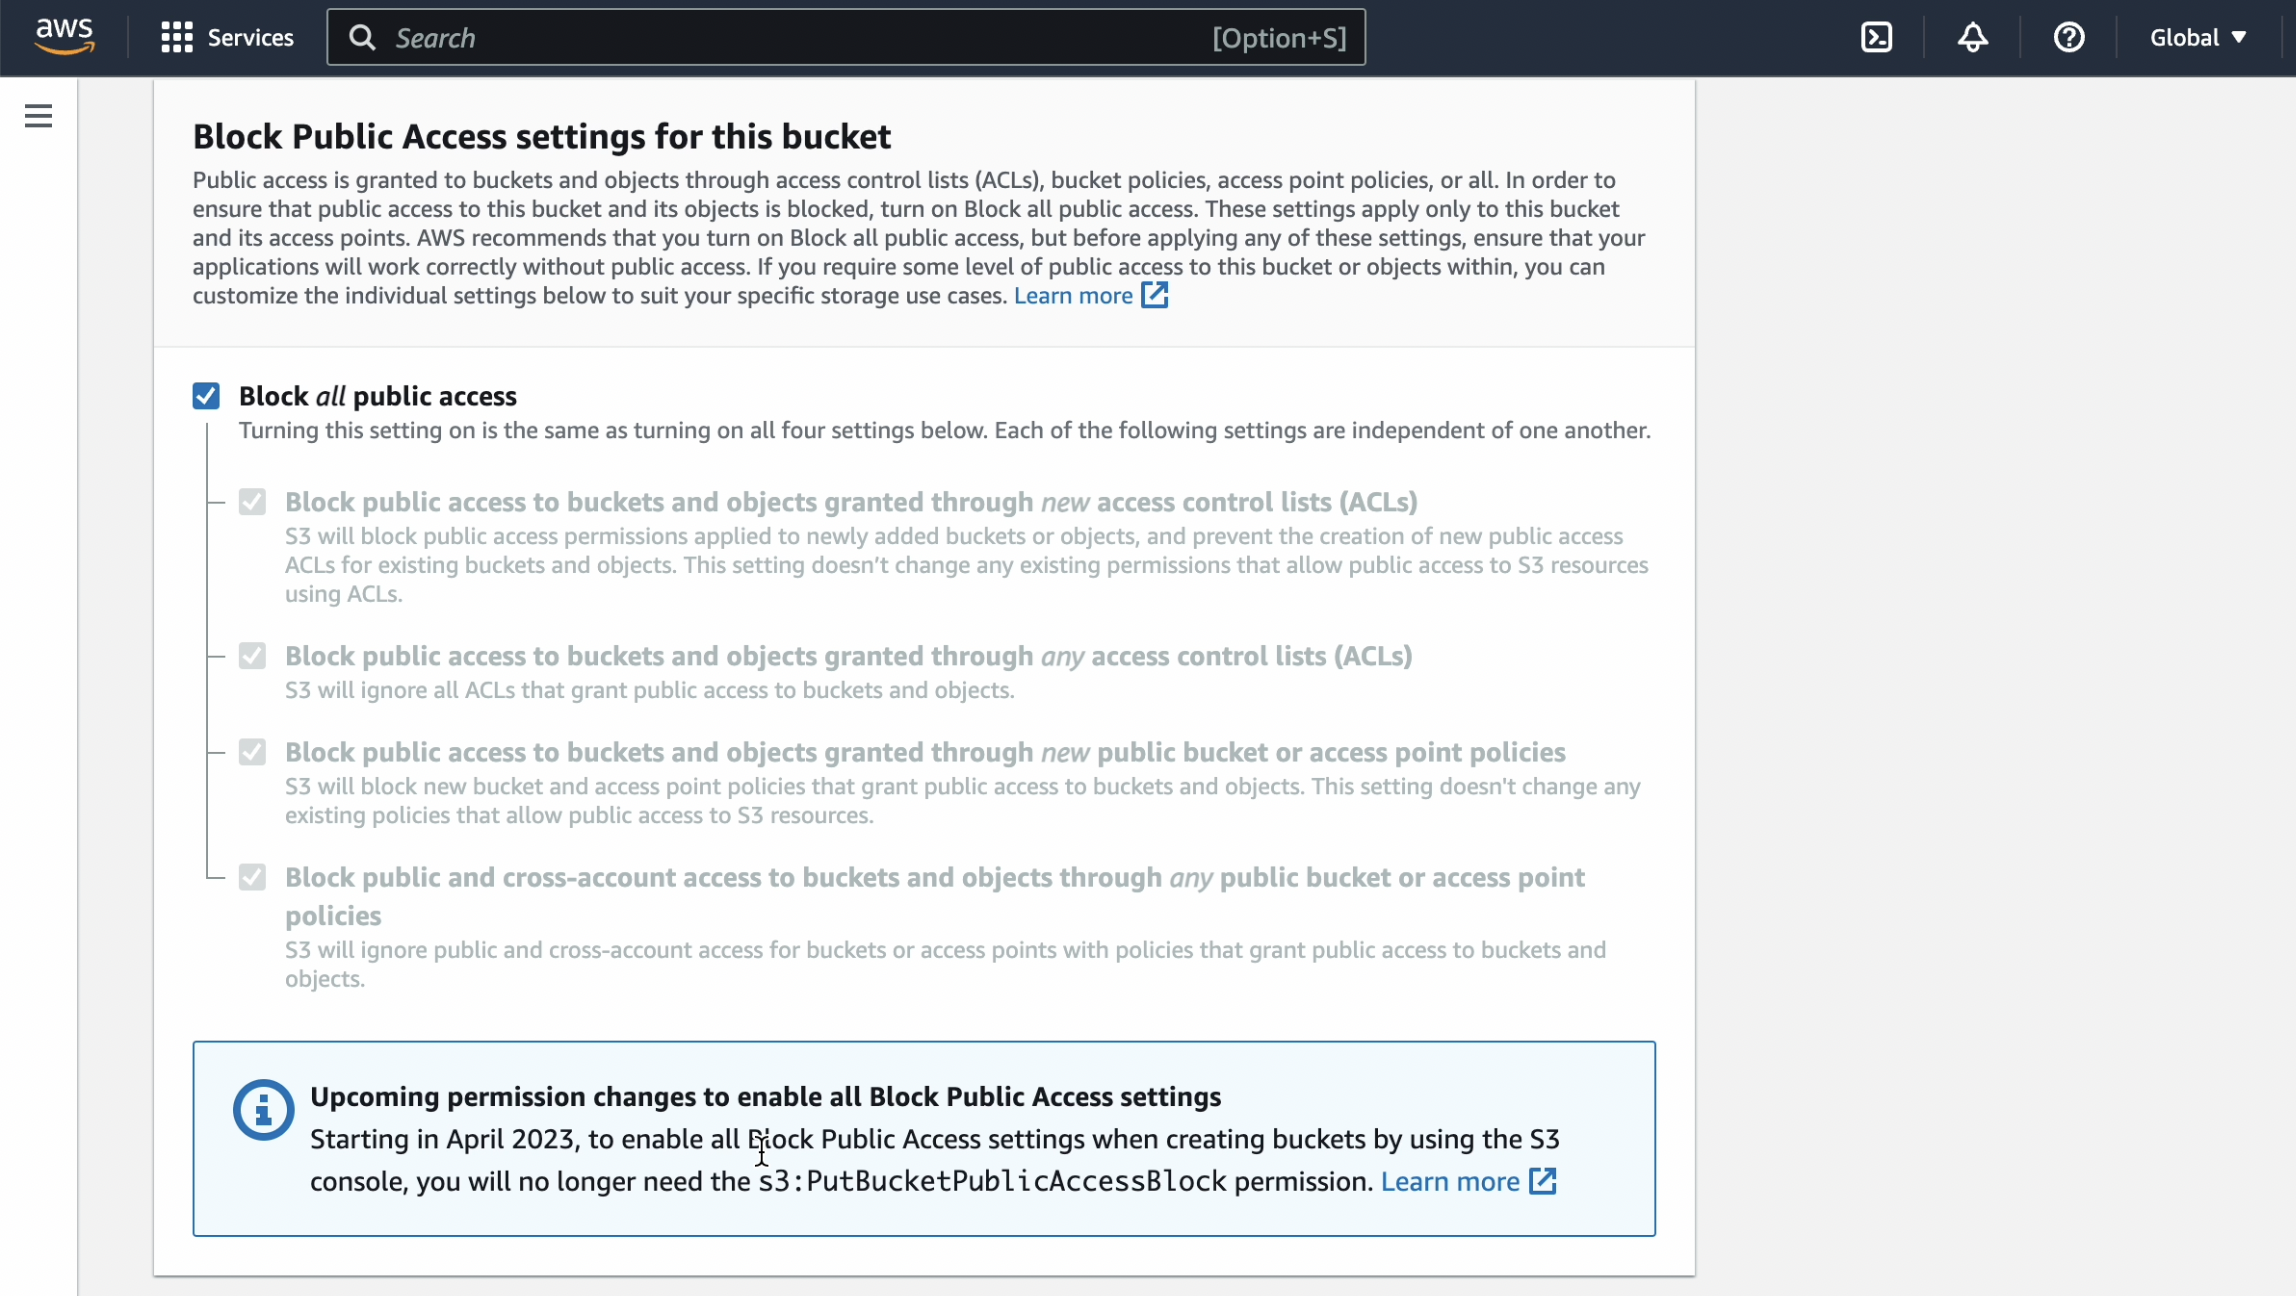 aws Services Search [Option+S] Global
Block Public Access settings for this bucket
Public access is granted to buckets and objects through access control lists (ACLs), bucket policies, access point policies, or all. In order to
ensure that public access to this bucket and its objects is blocked, turn on Block all public access. These settings apply only to this bucket
and its access points. AWS recommends that you turn on Block all public access, but before applying any of these settings, ensure that your
applications will work correctly without public access. If you require some level of public access to this bucket or objects within, you can
customize the individual settings below to suit your specific storage use cases. Learn more
Block all public access
Turning this setting on is the same as turning on all four settings below. Each of the following settings are independent of one another.
Block public access to buckets and objects granted through new access control lists (ACLs)
S3 will block public access permissions applied to newly added buckets or objects, and prevent the creation of new public access
ACLs for existing buckets and objects. This setting doesn’t change any existing permissions that allow public access to S3 resources
using ACLs.
Block public access to buckets and objects granted through any access control lists (ACLs)
S3 will ignore all ACLs that grant public access to buckets and objects.
Block public access to buckets and objects granted through new public bucket or access point policies
S3 will block new bucket and access point policies that grant public access to buckets and objects. This setting doesn't change any
existing policies that allow public access to S3 resources.
Block public and cross-account access to buckets and objects through any public bucket or access point
policies
S3 will ignore public and cross-account access for buckets or access points with policies that grant public access to buckets and
objects.
Upcoming permission changes to enable all Block Public Access settings
Starting in April 2023, to enable all Block Public Access settings when creating buckets by using the S3
console, you will no longer need the s3:PutBucketPublicAccessBlock permission. Learn more